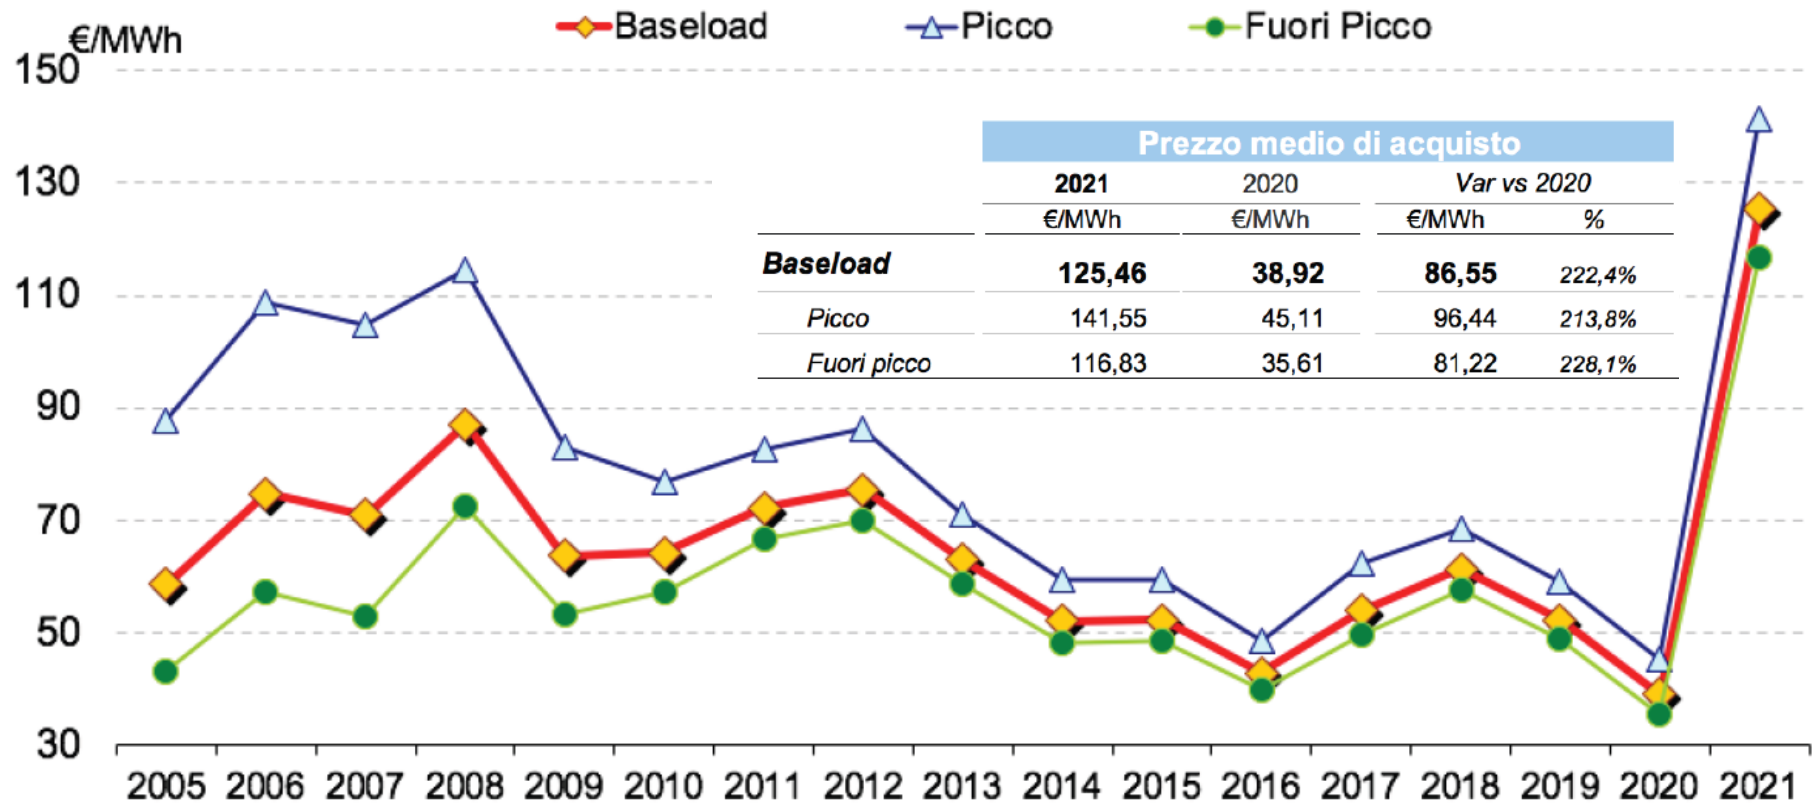 €/MWh
Baseload Picco Fuori Picco
150
130
110
90
70
50
30
Prezzo medio di acquisto
2021 2020 Var vs 2020
€/MWh €/MWh €/MWh %
Baseload 125,46 38,92 86,55 222,4%
Picco 141,55 45,11 96,44 213,8%
Fuori picco 116,83 35,61 81,22 228,1%
2005 2006 2007 2008 2009 2010 2011 2012 2013 2014 2015 2016 2017 2018 2019 2020 2021